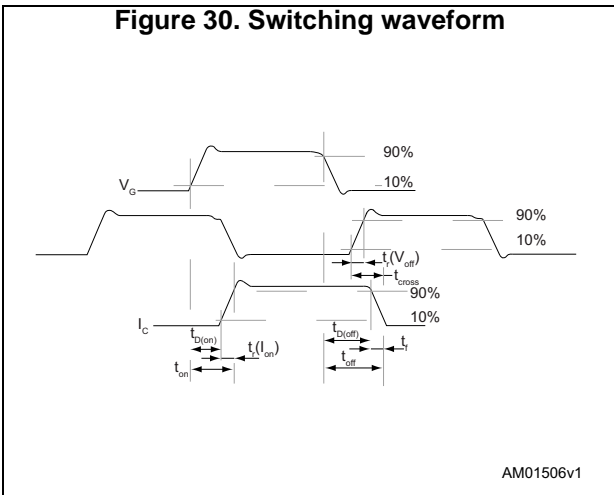 Figure 30. Switching waveform
90%
V_G
10%
90%
10%
t_r(V_off)
t_cross
90%
I_C
10%
t_D(on)
t_D(off)
t_f
t_r(I_on)
t_on
t_off
AM01506v1